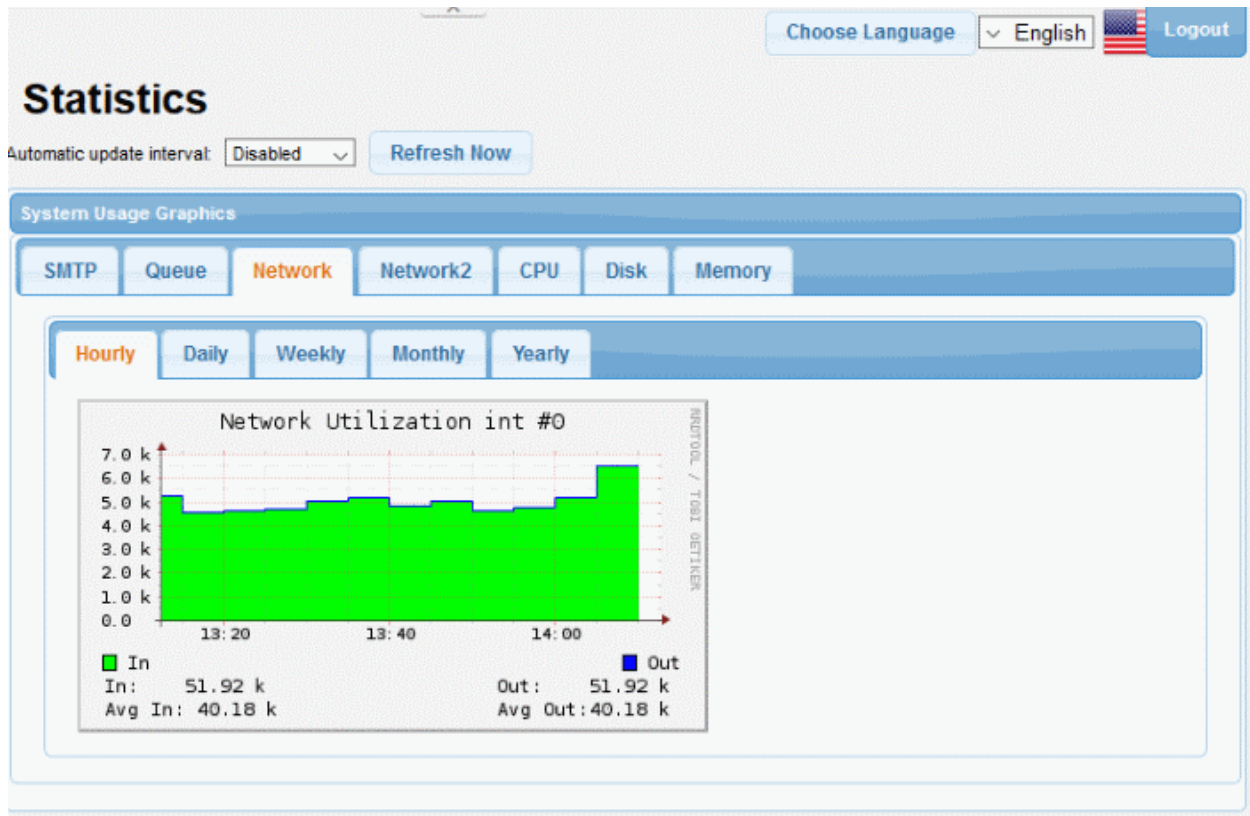 Choose Language English Logout
Statistics
Automatic update interval: Disabled Refresh Now
System Usage Graphics
SMTP Queue Network Network2 CPU Disk Memory
Hourly Daily Weekly Monthly Yearly
Network Utilization int #0
RRDTOOL / TOBI OETIKER
7.0 k
6.0 k
5.0 k
4.0 k
3.0 k
2.0 k
1.0 k
0.0
13:20 13:40 14:00
In Out
In: 51.92 k Out: 51.92 k
Avg In: 40.18 k Avg Out:40.18 k